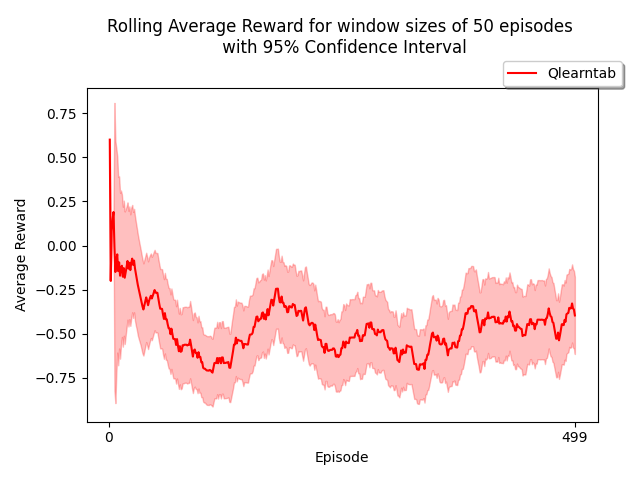 Rolling Average Reward for window sizes of 50 episodes
with 95% Confidence Interval
Qlearntab
0.75
0.50
0.25
0.00
−0.25
−0.50
−0.75
Average Reward
0
499
Episode